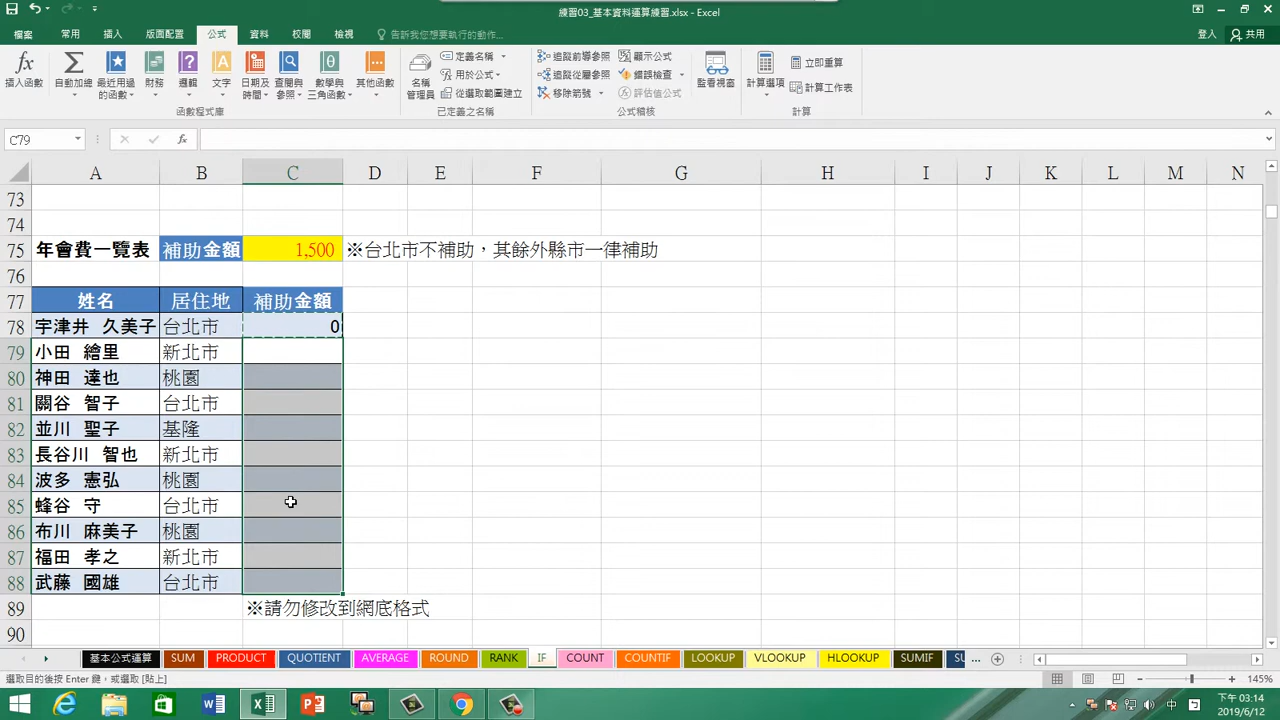 練習03_基本資料運算練習.xlsx - Excel
檔案 常用 插入 版面配置 公式 資料 校閱 檢視 告訴我您想要執行的動作... 登入 共用
插入函數 自動加總 最近用過的函數 財務 邏輯 文字 日期及時間 查閱與參照 數學與三角函數 其他函數 名稱管理員 定義名稱 用於公式 從選取範圍建立 追蹤前導參照 追蹤從屬參照 移除箭號 顯示公式 錯誤檢查 評估值公式 監看視窗 計算選項 立即重算 計算工作表
函數程式庫 已定義之名稱 公式稽核 計算
C79 fx
A B C D E F G H I J K L M N
73
74
75 年會費一覽表 補助金額 1,500 ※台北市不補助，其餘外縣市一律補助
76
77 姓名 居住地 補助金額
78 宇津井 久美子 台北市 0
79 小田 繪里 新北市
80 神田 達也 桃園
81 關谷 智子 台北市
82 並川 聖子 基隆
83 長谷川 智也 新北市
84 波多 憲弘 桃園
85 蜂谷 守 台北市
86 布川 麻美子 桃園
87 福田 孝之 新北市
88 武藤 國雄 台北市
89 ※請勿修改到網底格式
90
基本公式運算 SUM PRODUCT QUOTIENT AVERAGE ROUND RANK IF COUNT COUNTIF LOOKUP VLOOKUP HLOOKUP SUMIF SU ...
選取目的後按 Enter 鍵，或選取 [貼上] 145%
中 下午 03:14
2019/6/12